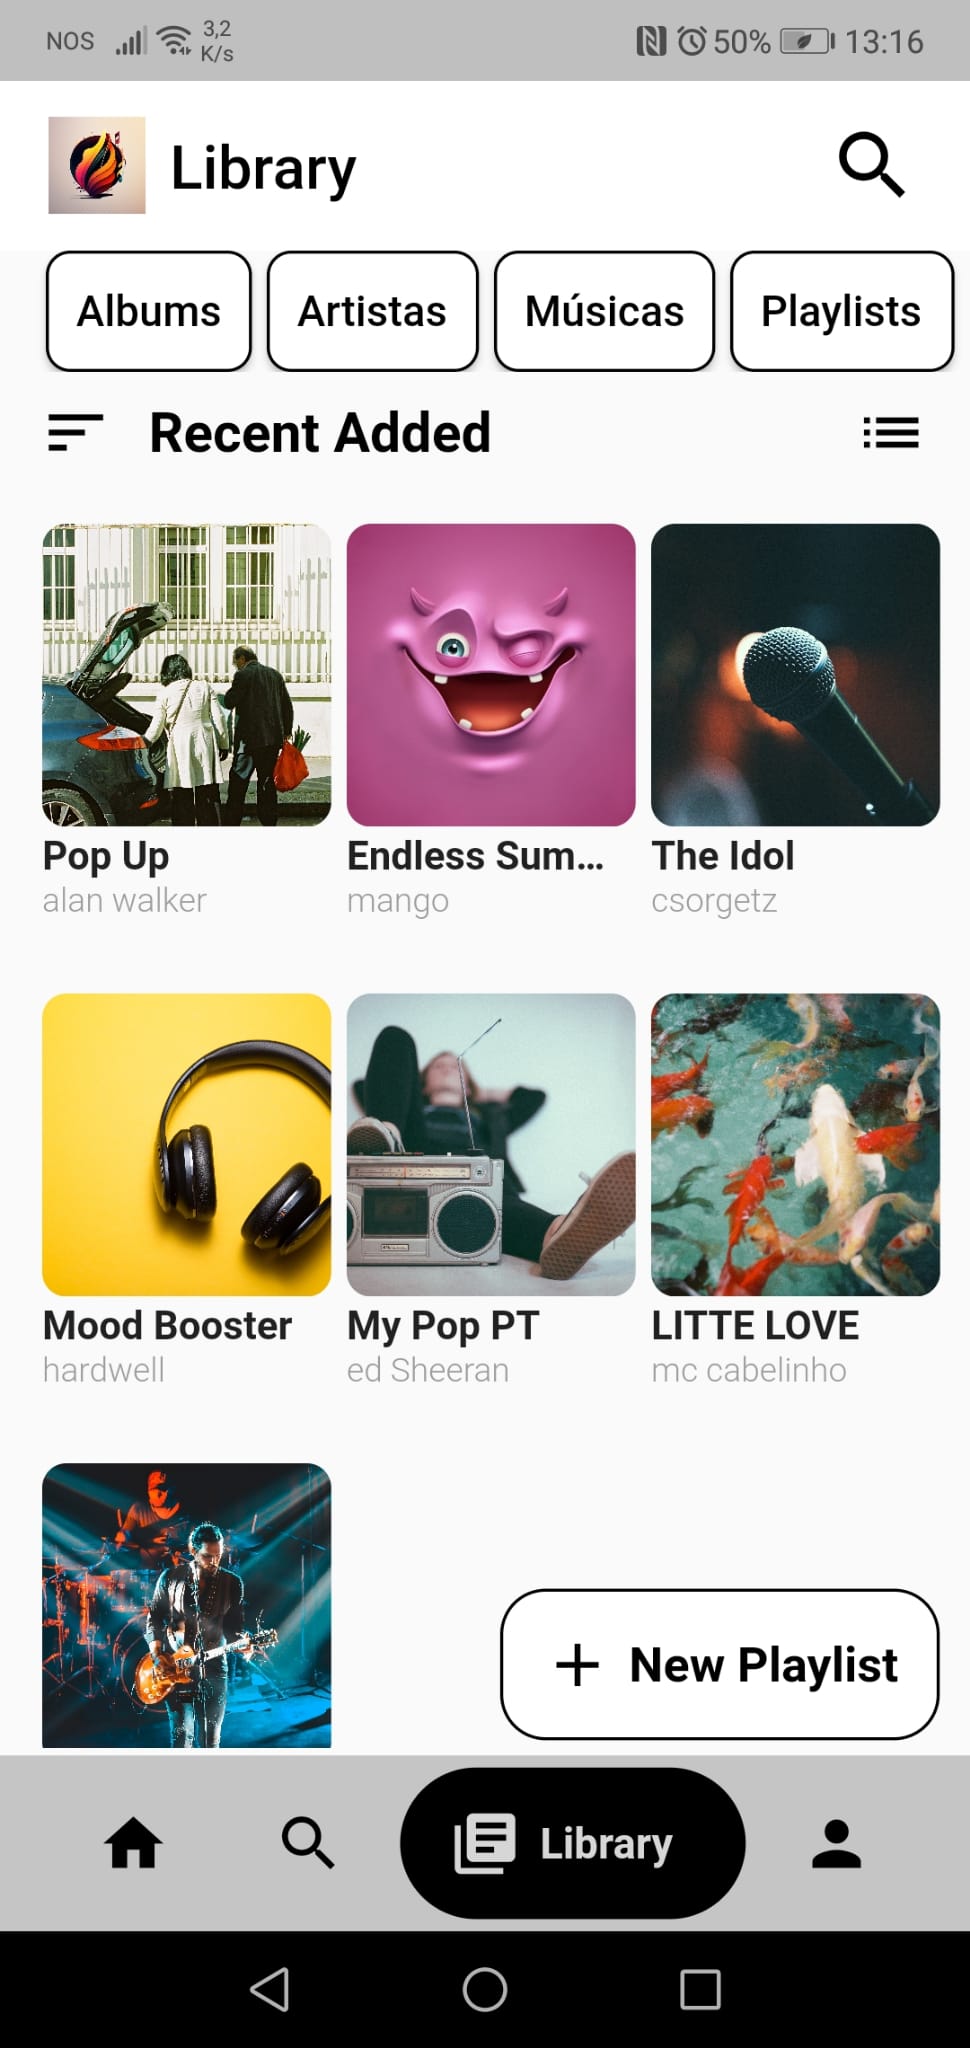 NOS 3,2 K/s 50% 13:16
Library
Albums Artistas Músicas Playlists
Recent Added
Pop Up Endless Sum... The Idol
alan walker mango csorgetz
Mood Booster My Pop PT LITTE LOVE
hardwell ed Sheeran mc cabelinho
+ New Playlist
Library